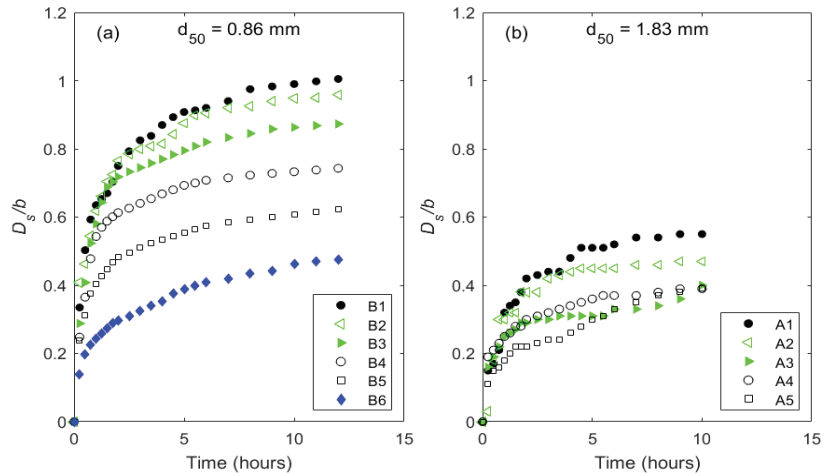 (a) d50 = 0.86 mm
1.2
1
0.8
0.6
0.4
0.2
0
Ds/b
0 5 10 15
Time (hours)
B1
B2
B3
B4
B5
B6
(b) d50 = 1.83 mm
1.2
1
0.8
0.6
0.4
0.2
0
Ds/b
0 5 10 15
Time (hours)
A1
A2
A3
A4
A5